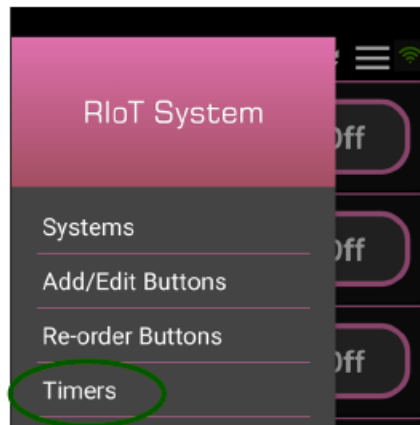 RIoT System
Off
Systems
Off
Add/Edit Buttons
Re-order Buttons
Off
Timers